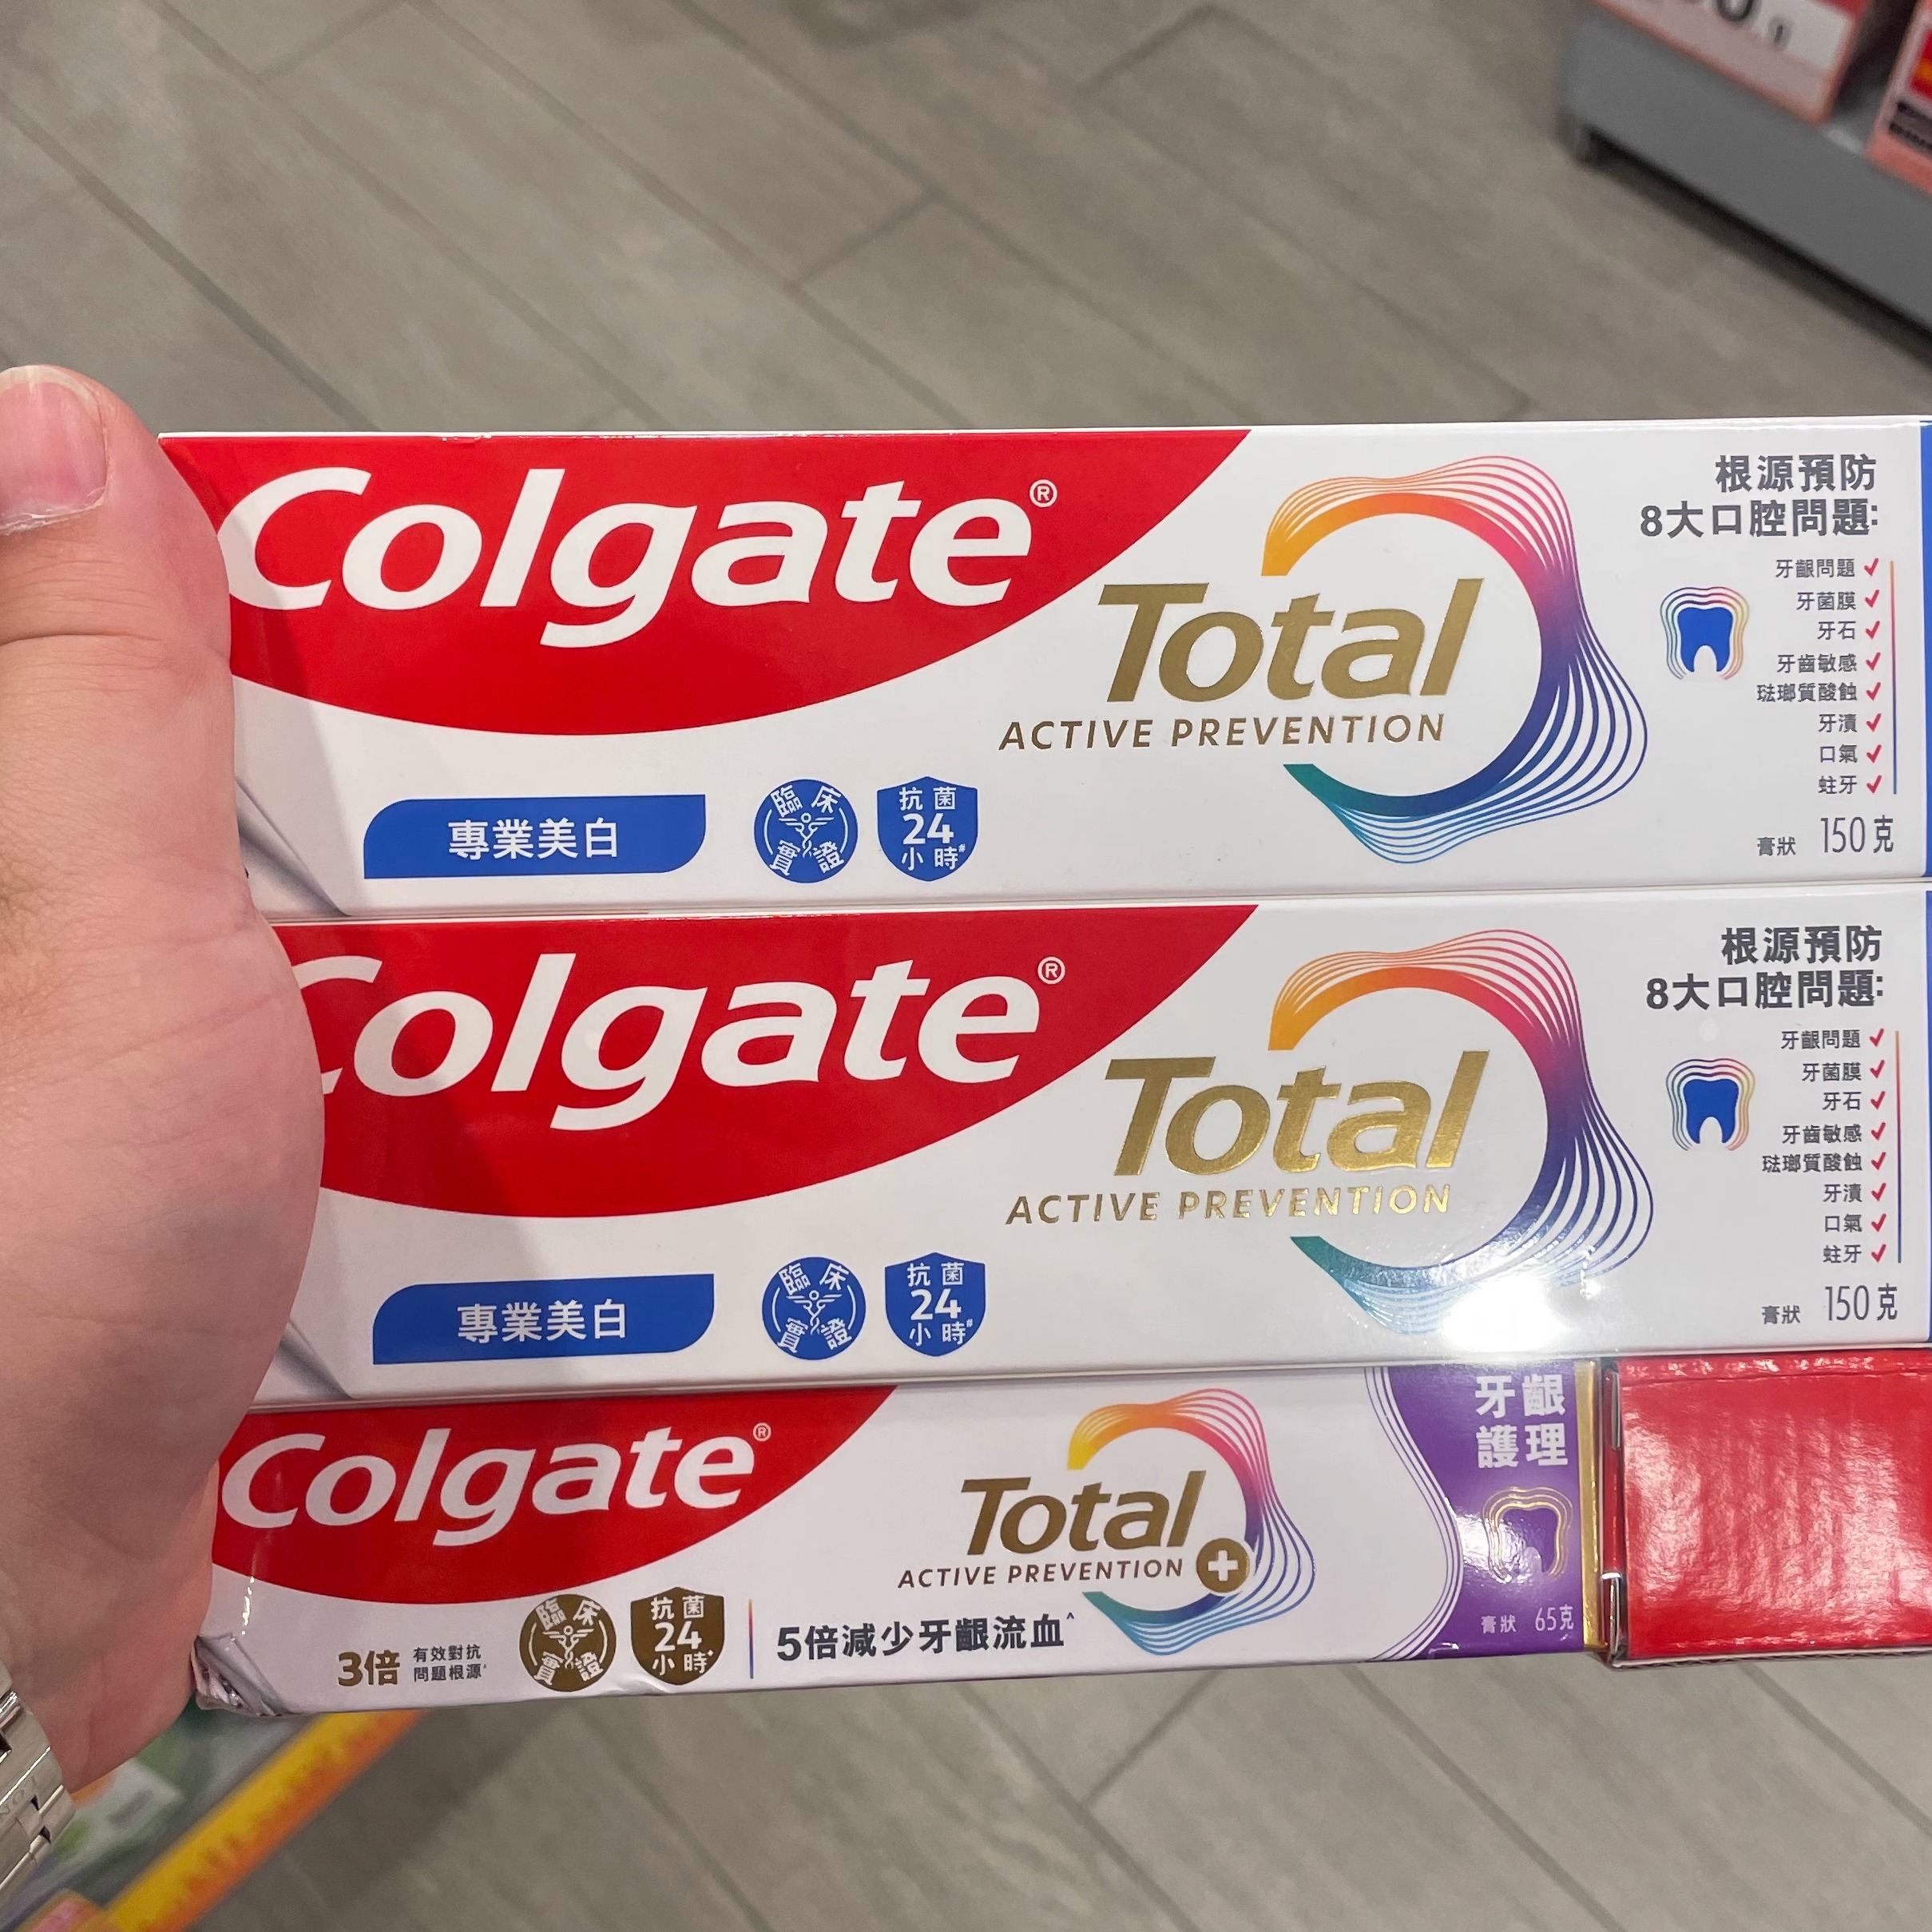 Colgate®
Total
ACTIVE PREVENTION
專業美白
臨床
實證
抗菌
24
小時#
根源預防
8大口腔問題:
牙齦問題
牙菌膜
牙石
牙齒敏感
琺瑯質酸蝕
牙漬
口氣
蛀牙
膏狀 150克
Colgate®
Total
ACTIVE PREVENTION
專業美白
臨床
實證
抗菌
24
小時#
根源預防
8大口腔問題:
牙齦問題
牙菌膜
牙石
牙齒敏感
琺瑯質酸蝕
牙漬
口氣
蛀牙
膏狀 150克
Colgate®
Total
ACTIVE PREVENTION +
3倍 有效對抗
問題根源
臨床
實證
抗菌
24
小時
5倍減少牙齦流血^
牙齦
護理
膏狀 65克